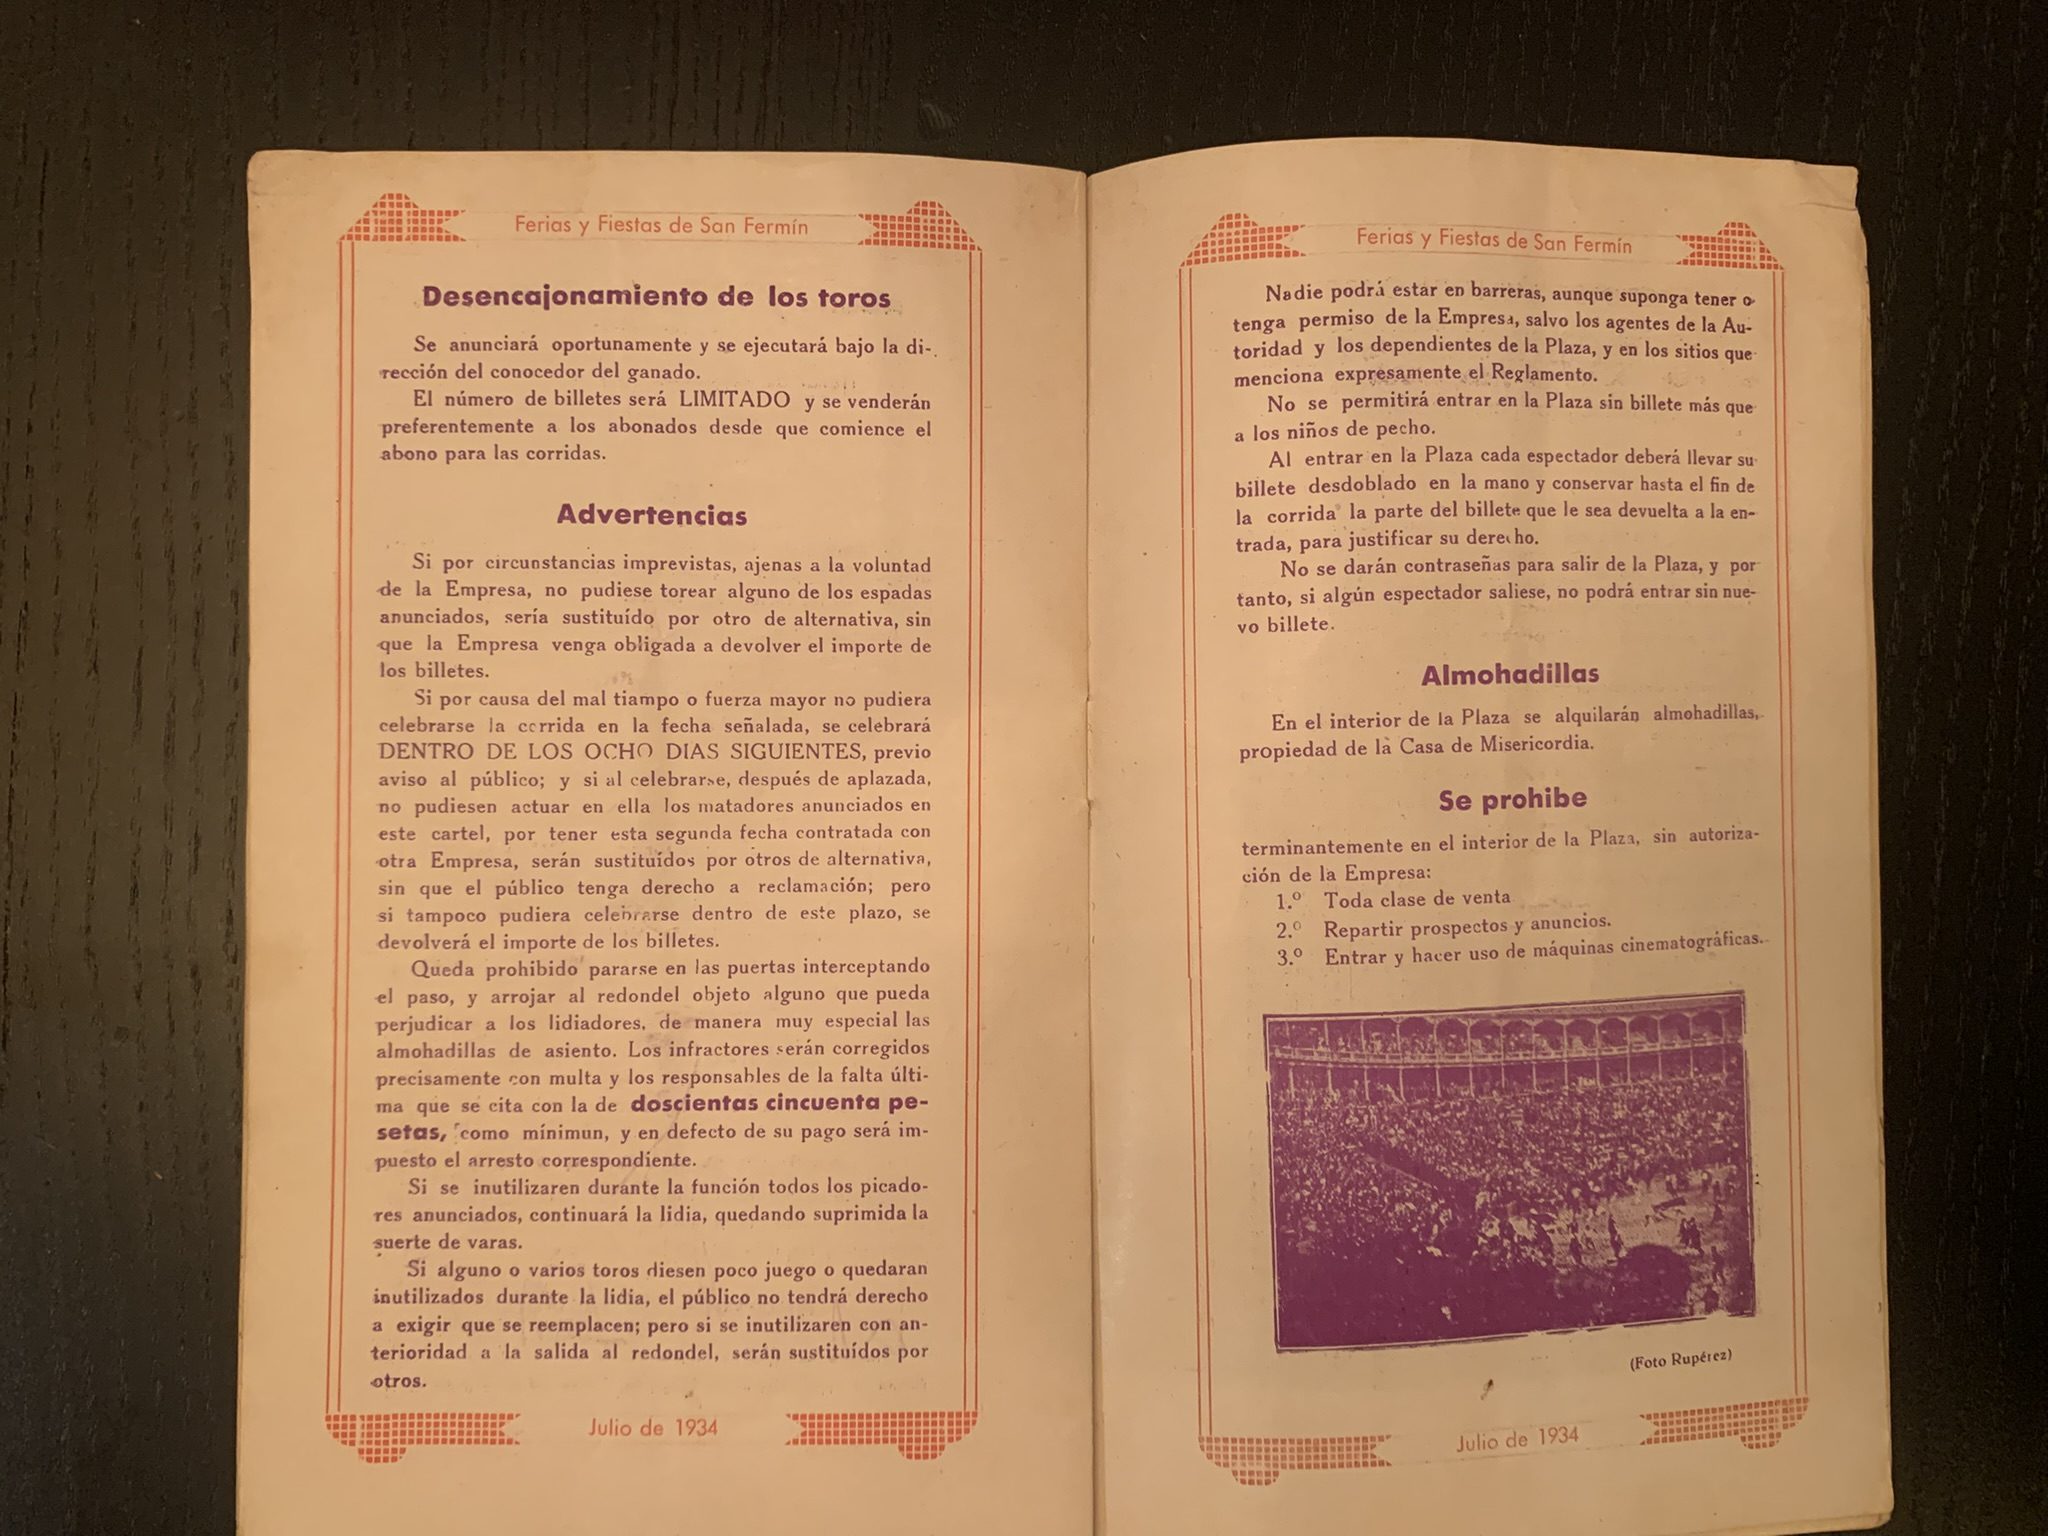 Ferias y Fiestas de San Fermín
Desencajonamiento de los toros
Se anunciará oportunamente y se ejecutará bajo la di-
rección del conocedor del ganado.
El número de billetes será LIMITADO y se venderán
preferentemente a los abonados desde que comience el
abono para las corridas.
Advertencias
Si por circunstancias imprevistas, ajenas a la voluntad
de la Empresa, no pudiese torear alguno de los espadas
anunciados, sería sustituído por otro de alternativa, sin
que la Empresa venga obligada a devolver el importe de
los billetes.
Si por causa del mal tiampo o fuerza mayor no pudiera
celebrarse la corrida en la fecha señalada, se celebrará
DENTRO DE LOS OCHO DIAS SIGUIENTES, previo
aviso al público; y si al celebrarse, después de aplazada,
no pudiesen actuar en ella los matadores anunciados en
este cartel, por tener esta segunda fecha contratada con
otra Empresa, serán sustituídos por otros de alternativa,
sin que el público tenga derecho a reclamación; pero
si tampoco pudiera celebrarse dentro de este plazo, se
devolverá el importe de los billetes.
Queda prohibido pararse en las puertas interceptando
el paso, y arrojar al redondel objeto alguno que pueda
perjudicar a los lidiadores, de manera muy especial las
almohadillas de asiento. Los infractores serán corregidos
precisamente con multa y los responsables de la falta últi-
ma que se cita con la de doscientas cincuenta pe-
setas, como mínimun, y en defecto de su pago será im-
puesto el arresto correspondiente.
Si se inutilizaren durante la función todos los picado-
res anunciados, continuará la lidia, quedando suprimida la
suerte de varas.
Si alguno o varios toros diesen poco juego o quedaran
inutilizados durante la lidia, el público no tendrá derecho
a exigir que se reemplacen; pero si se inutilizaren con an-
terioridad a la salida al redondel, serán sustituídos por
otros.
Julio de 1934
Ferias y Fiestas de San Fermín
Nadie podrá estar en barreras, aunque suponga tener o
tenga permiso de la Empresa, salvo los agentes de la Au-
toridad y los dependientes de la Plaza, y en los sitios que
menciona expresamente el Reglamento.
No se permitirá entrar en la Plaza sin billete más que
a los niños de pecho.
Al entrar en la Plaza cada espectador deberá llevar su
billete desdoblado en la mano y conservar hasta el fin de
la corrida la parte del billete que le sea devuelta a la en-
trada, para justificar su derecho.
No se darán contraseñas para salir de la Plaza, y por
tanto, si algún espectador saliese, no podrá entrar sin nue-
vo billete.
Almohadillas
En el interior de la Plaza se alquilarán almohadillas,
propiedad de la Casa de Misericordia.
Se prohibe
terminantemente en el interior de la Plaza, sin autoriza-
ción de la Empresa:
1.º Toda clase de venta
2.º Repartir prospectos y anuncios.
3.º Entrar y hacer uso de máquinas cinematográficas.
(Foto Rupérez)
Julio de 1934